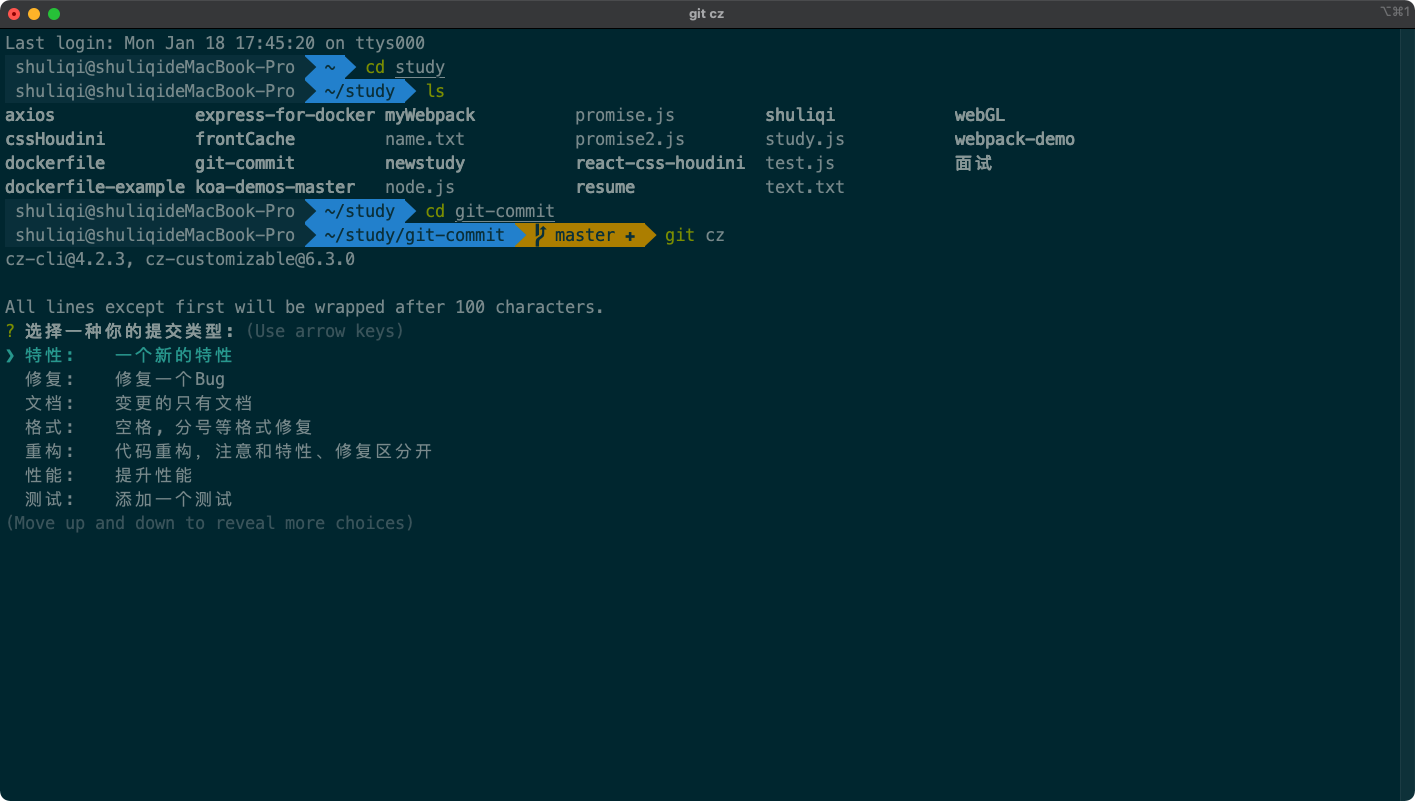 git cz
⌥⌘1
Last login: Mon Jan 18 17:45:20 on ttys000
shuliqi@shuliqideMacBook-Pro ~ cd study
shuliqi@shuliqideMacBook-Pro ~/study ls
axios express-for-docker myWebpack promise.js shuliqi webGL
cssHoudini frontCache name.txt promise2.js study.js webpack-demo
dockerfile git-commit newstudy react-css-houdini test.js 面试
dockerfile-example koa-demos-master node.js resume text.txt
shuliqi@shuliqideMacBook-Pro ~/study cd git-commit
shuliqi@shuliqideMacBook-Pro ~/study/git-commit master + git cz
cz-cli@4.2.3, cz-customizable@6.3.0
All lines except first will be wrapped after 100 characters.
? 选择一种你的提交类型: (Use arrow keys)
❯ 特性: 一个新的特性
修复: 修复一个Bug
文档: 变更的只有文档
格式: 空格, 分号等格式修复
重构: 代码重构，注意和特性、修复区分开
性能: 提升性能
测试: 添加一个测试
(Move up and down to reveal more choices)